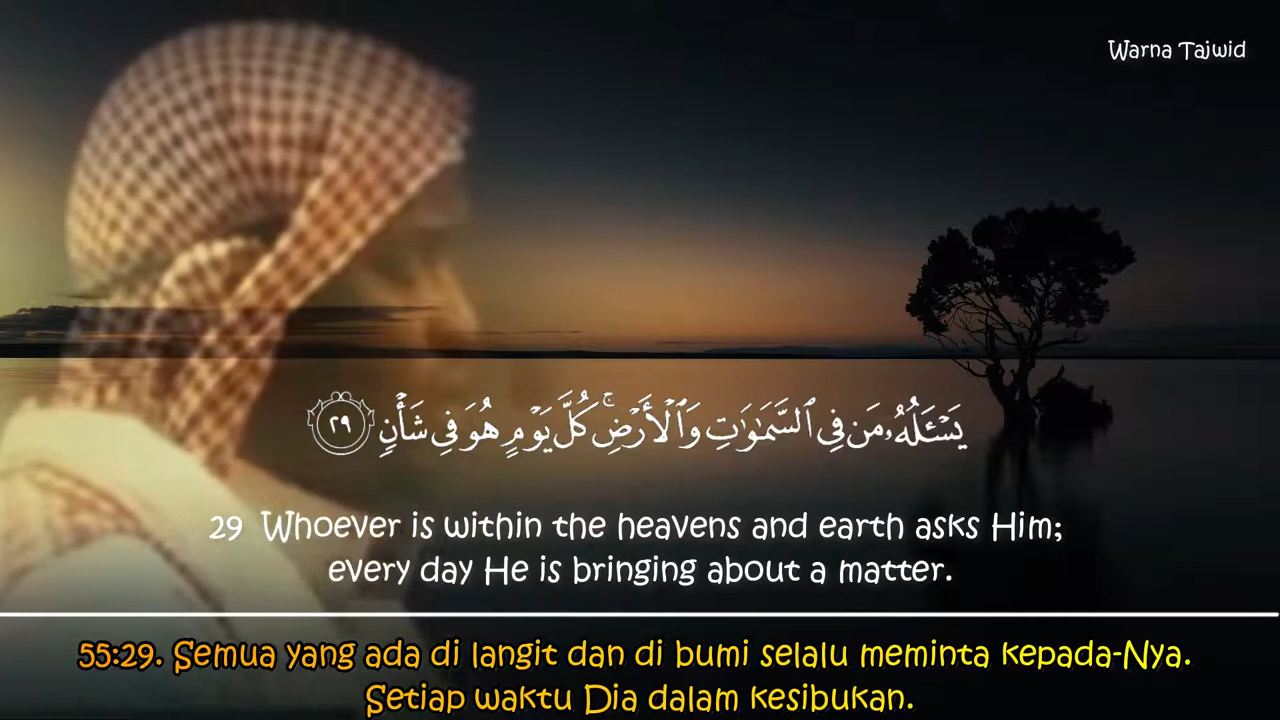 Warna Tajwid
يَسْـَٔلُهُۥ مَن فِى ٱلسَّمَـٰوَٰتِ وَٱلْأَرْضِ ۚ كُلَّ يَوْمٍ هُوَ فِى شَأْنٍ ٢٩
29 Whoever is within the heavens and earth asks Him;
every day He is bringing about a matter.
55:29. Semua yang ada di langit dan di bumi selalu meminta kepada-Nya.
Setiap waktu Dia dalam kesibukan.